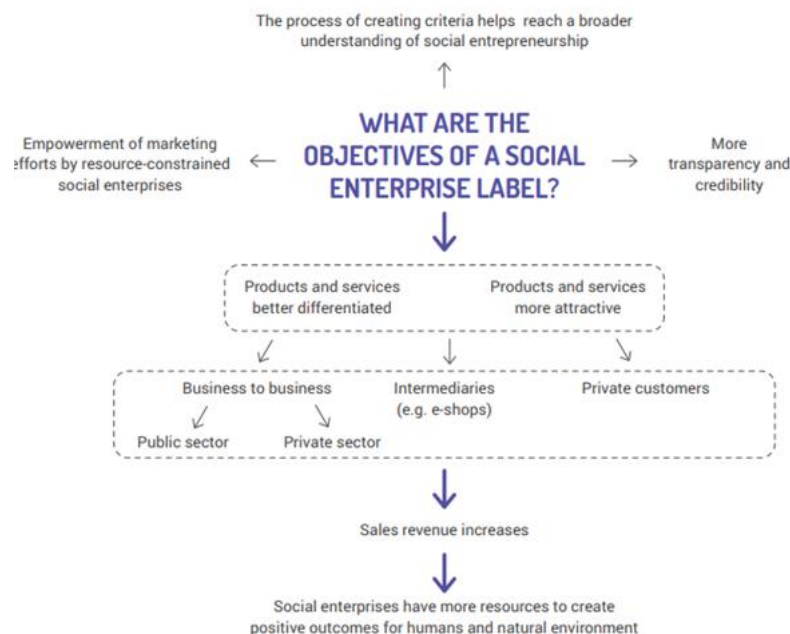 The process of creating criteria helps reach a broader
understanding of social entrepreneurship
WHAT ARE THE
OBJECTIVES OF A SOCIAL
ENTERPRISE LABEL?
Empowerment of marketing
efforts by resource-constrained
social enterprises
More
transparency and
credibility
Products and services
better differentiated
Products and services
more attractive
Business to business
Intermediaries
(e.g. e-shops)
Private customers
Public sector
Private sector
Sales revenue increases
Social enterprises have more resources to create
positive outcomes for humans and natural environment